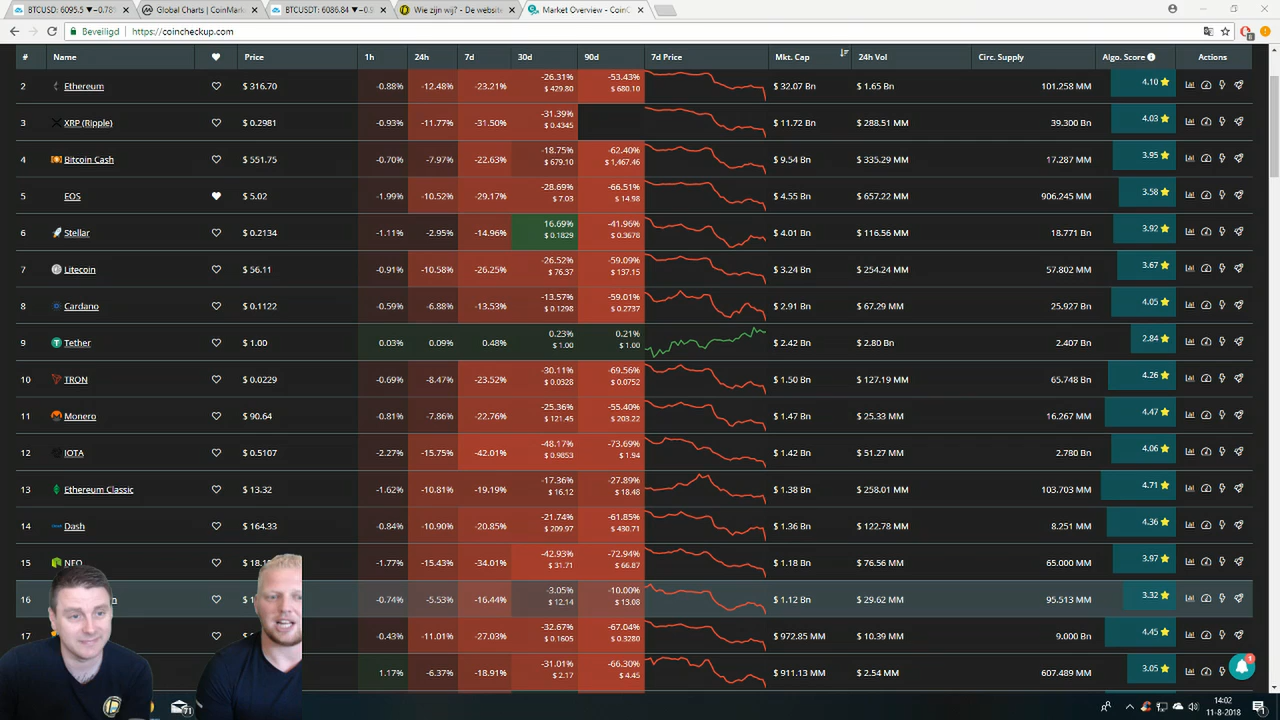 BTCUSD: 6095.5 ▼−0.78%
Global Charts | CoinMark
BTCUSDT: 6086.84 ▼−0.9
Wie zijn wij? - De website
Market Overview - CoinC
Beveiligd | https://coincheckup.com
# Name Price 1h 24h 7d 30d 90d 7d Price Mkt. Cap 24h Vol Circ. Supply Algo. Score Actions
2 Ethereum $ 316.70 -0.88% -12.48% -23.21% -26.31% $ 429.80 -53.43% $ 680.10 $ 32.07 Bn $ 1.65 Bn 101.258 MM 4.10
3 XRP (Ripple) $ 0.2981 -0.93% -11.77% -31.50% -31.39% $ 0.4345 $ 11.72 Bn $ 288.51 MM 39.300 Bn 4.03
4 Bitcoin Cash $ 551.75 -0.70% -7.97% -22.63% -18.75% $ 679.10 -62.40% $ 1,467.46 $ 9.54 Bn $ 335.29 MM 17.287 MM 3.95
5 EOS $ 5.02 -1.99% -10.52% -29.17% -28.69% $ 7.03 -66.51% $ 14.98 $ 4.55 Bn $ 657.22 MM 906.245 MM 3.58
6 Stellar $ 0.2134 -1.11% -2.95% -14.96% 16.69% $ 0.1829 -41.96% $ 0.3678 $ 4.01 Bn $ 116.56 MM 18.771 Bn 3.92
7 Litecoin $ 56.11 -0.91% -10.58% -26.25% -26.52% $ 76.37 -59.09% $ 137.15 $ 3.24 Bn $ 254.24 MM 57.802 MM 3.67
8 Cardano $ 0.1122 -0.59% -6.88% -13.53% -13.57% $ 0.1298 -59.01% $ 0.2737 $ 2.91 Bn $ 67.29 MM 25.927 Bn 4.05
9 Tether $ 1.00 0.03% 0.09% 0.48% 0.23% $ 1.00 0.21% $ 1.00 $ 2.42 Bn $ 2.80 Bn 2.407 Bn 2.84
10 TRON $ 0.0229 -0.69% -8.47% -23.52% -30.11% $ 0.0328 -69.56% $ 0.0752 $ 1.50 Bn $ 127.19 MM 65.748 Bn 4.26
11 Monero $ 90.64 -0.81% -7.86% -22.76% -25.36% $ 121.45 -55.40% $ 203.22 $ 1.47 Bn $ 25.33 MM 16.267 MM 4.47
12 IOTA $ 0.5107 -2.27% -15.75% -42.01% -48.17% $ 0.9853 -73.69% $ 1.94 $ 1.42 Bn $ 51.27 MM 2.780 Bn 4.06
13 Ethereum Classic $ 13.32 -1.62% -10.81% -19.19% -17.36% $ 16.12 -27.89% $ 18.48 $ 1.38 Bn $ 258.01 MM 103.703 MM 4.71
14 Dash $ 164.33 -0.84% -10.90% -20.85% -21.74% $ 209.97 -61.85% $ 430.71 $ 1.36 Bn $ 122.78 MM 8.251 MM 4.36
15 NEO $ 18.1 -1.77% -15.43% -34.01% -42.93% $ 31.71 -72.94% $ 66.87 $ 1.18 Bn $ 76.56 MM 65.000 MM 3.97
16 n $ 1 -0.74% -5.53% -16.44% -3.05% $ 12.14 -10.00% $ 13.08 $ 1.12 Bn $ 29.62 MM 95.513 MM 3.32
17 $ -0.43% -11.01% -27.03% -32.67% $ 0.1605 -67.04% $ 0.3280 $ 972.85 MM $ 10.39 MM 9.000 Bn 4.45
1.17% -6.37% -18.91% -31.01% $ 2.17 -66.30% $ 4.45 $ 911.13 MM $ 2.54 MM 607.489 MM 3.05
1
71
14:02
11-8-2018